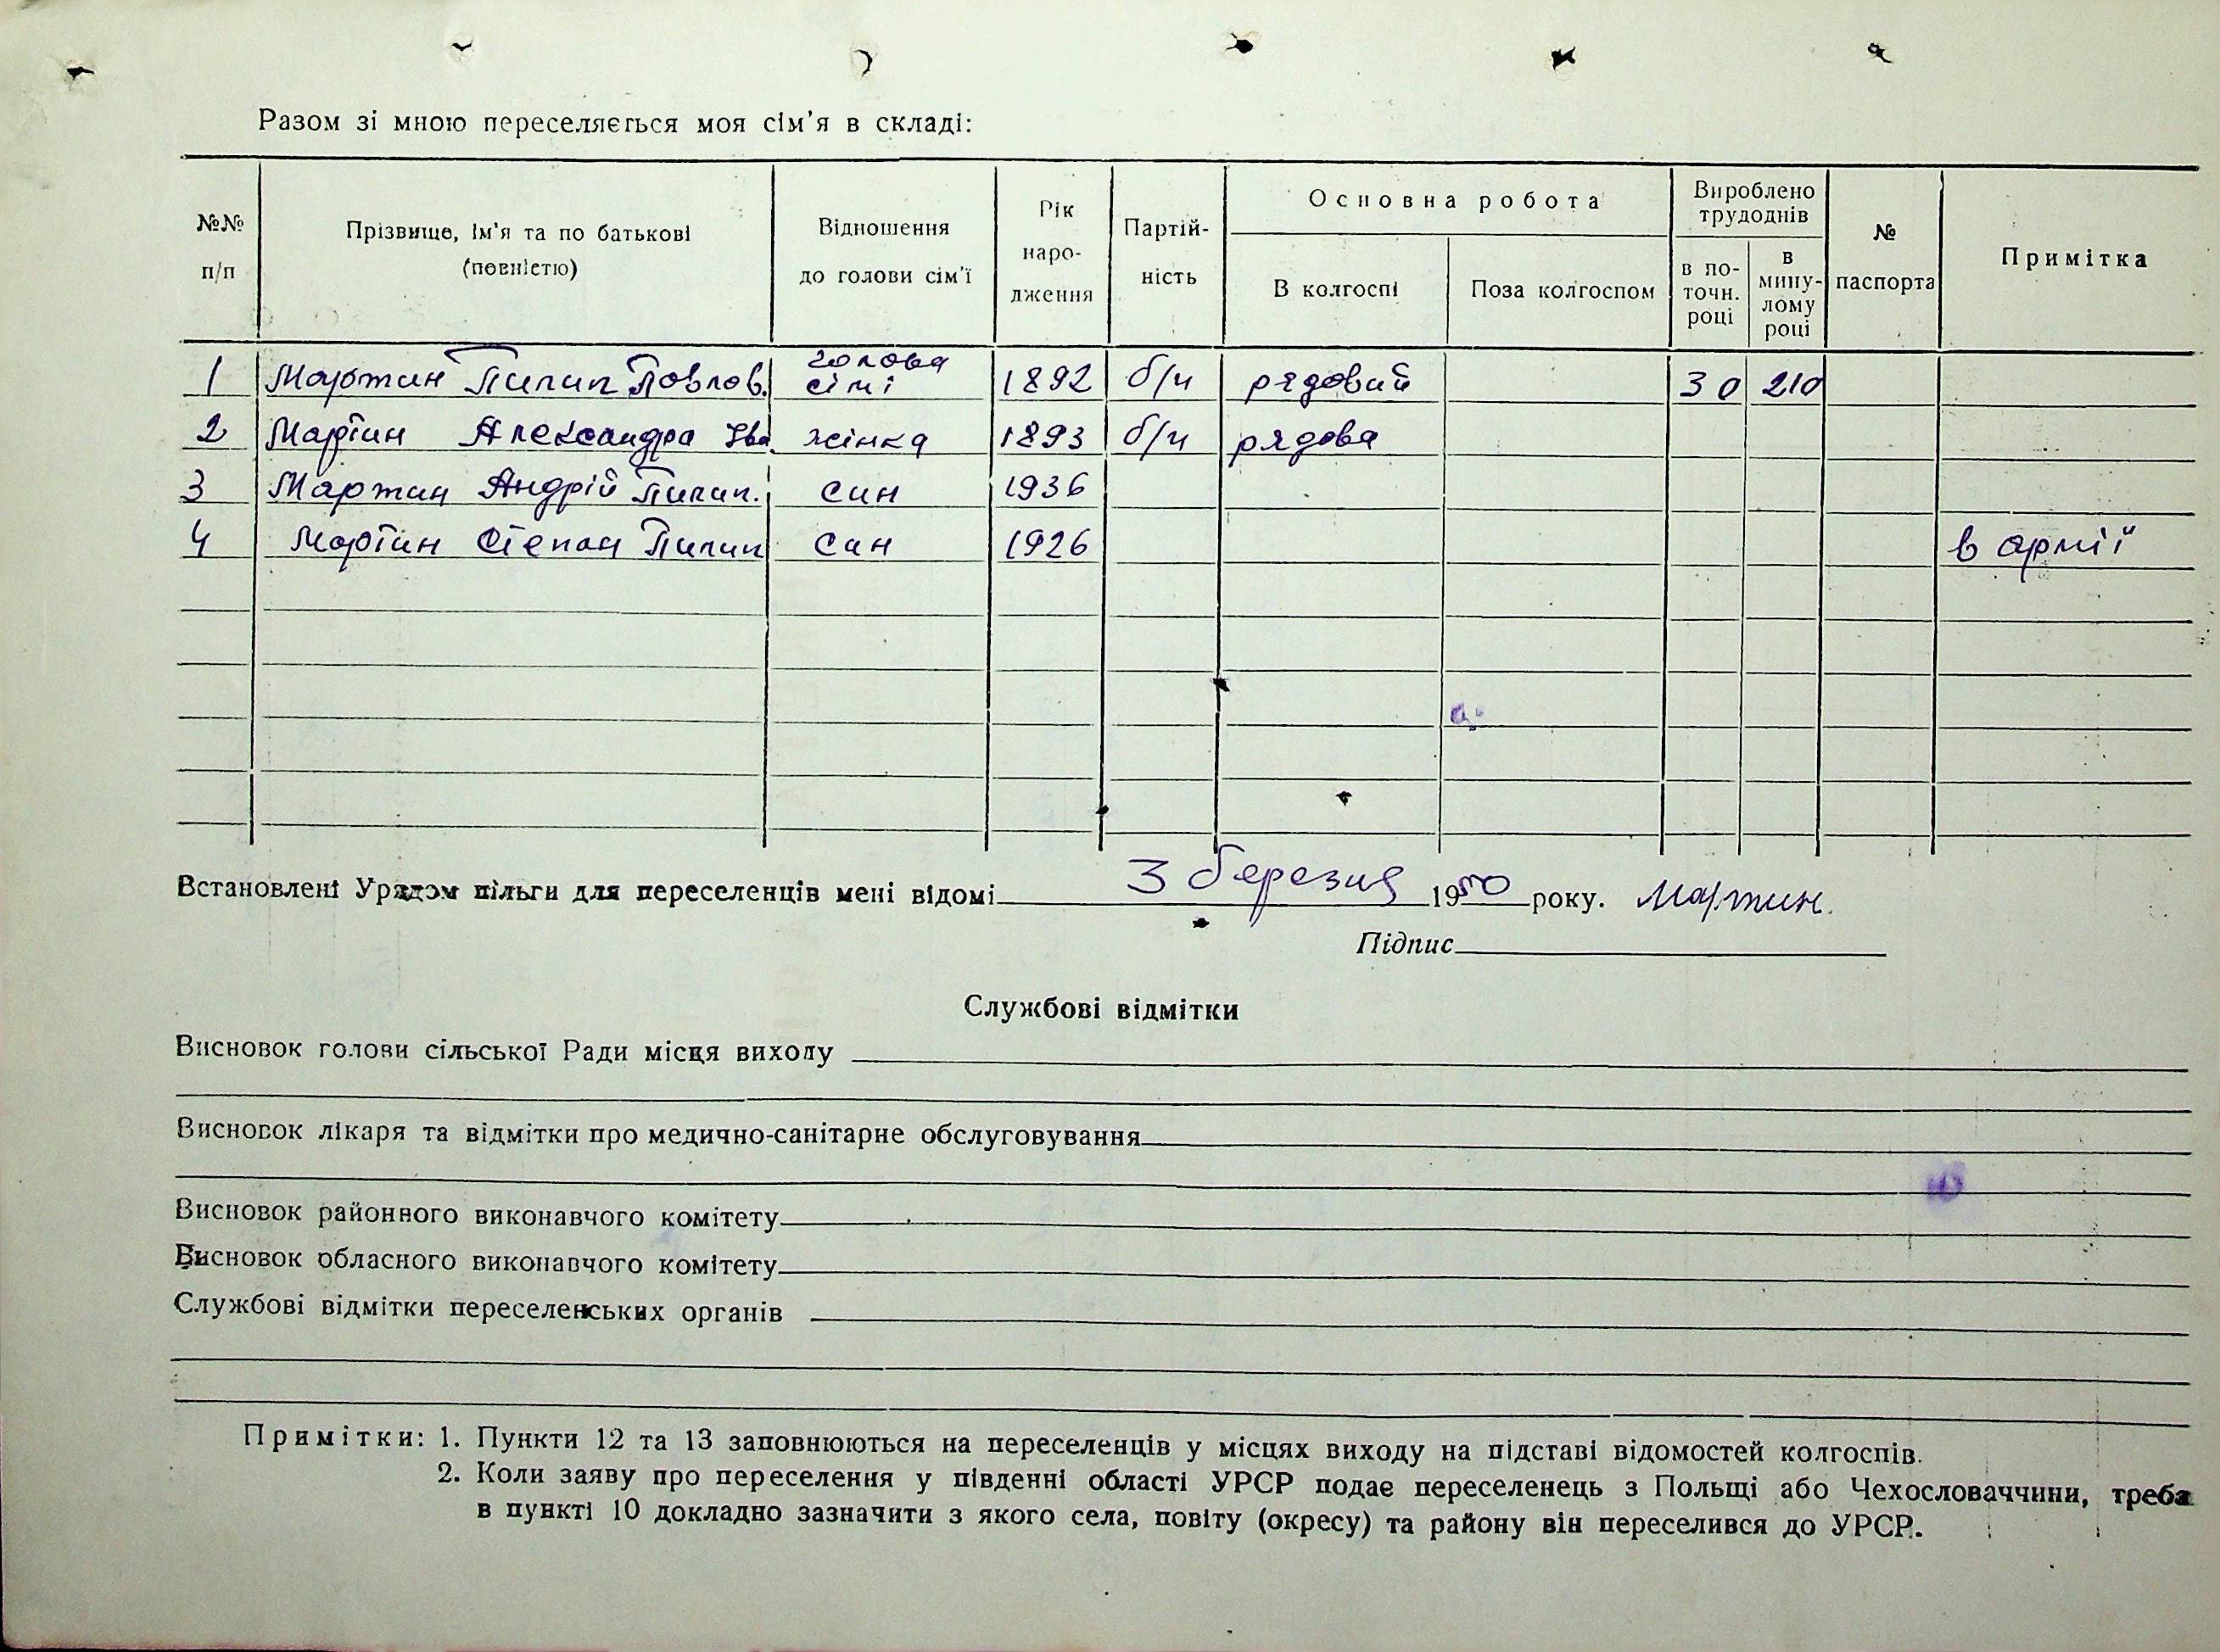 Разом зі мною переселяється моя сім'я в складі:
№№ п/п
Прізвище, ім'я та по батькові (повністю)
Відношення до голови сім'ї
Рік народження
Партійність
Основна робота
В колгоспі
Поза колгоспом
Вироблено трудоднів
в поточн. році
в минулому році
№ паспорта
Примітка
1 Мартин Пилип Павлов. голова сімі 1892 б/п рядовий 30 210
2 Мартин Александра Іва жінка 1893 б/п рядова
3 Мартин Андрій Пилип. син 1936
4 Мартин Степан Пилип син 1926 в армії
Встановлені Урядом пільги для переселенців мені відомі 3 березня 1950 року. Мартин.
Підпис
Службові відмітки
Висновок голови сільської Ради місця виходу
Висновок лікаря та відмітки про медично-санітарне обслуговування
Висновок районного виконавчого комітету
Висновок обласного виконавчого комітету
Службові відмітки переселенських органів
Примітки: 1. Пункти 12 та 13 заповнюються на переселенців у місцях виходу на підставі відомостей колгоспів.
2. Коли заяву про переселення у південні області УРСР подає переселенець з Польщі або Чехословаччини, треба
в пункті 10 докладно зазначити з якого села, повіту (окресу) та району він переселився до УРСР.